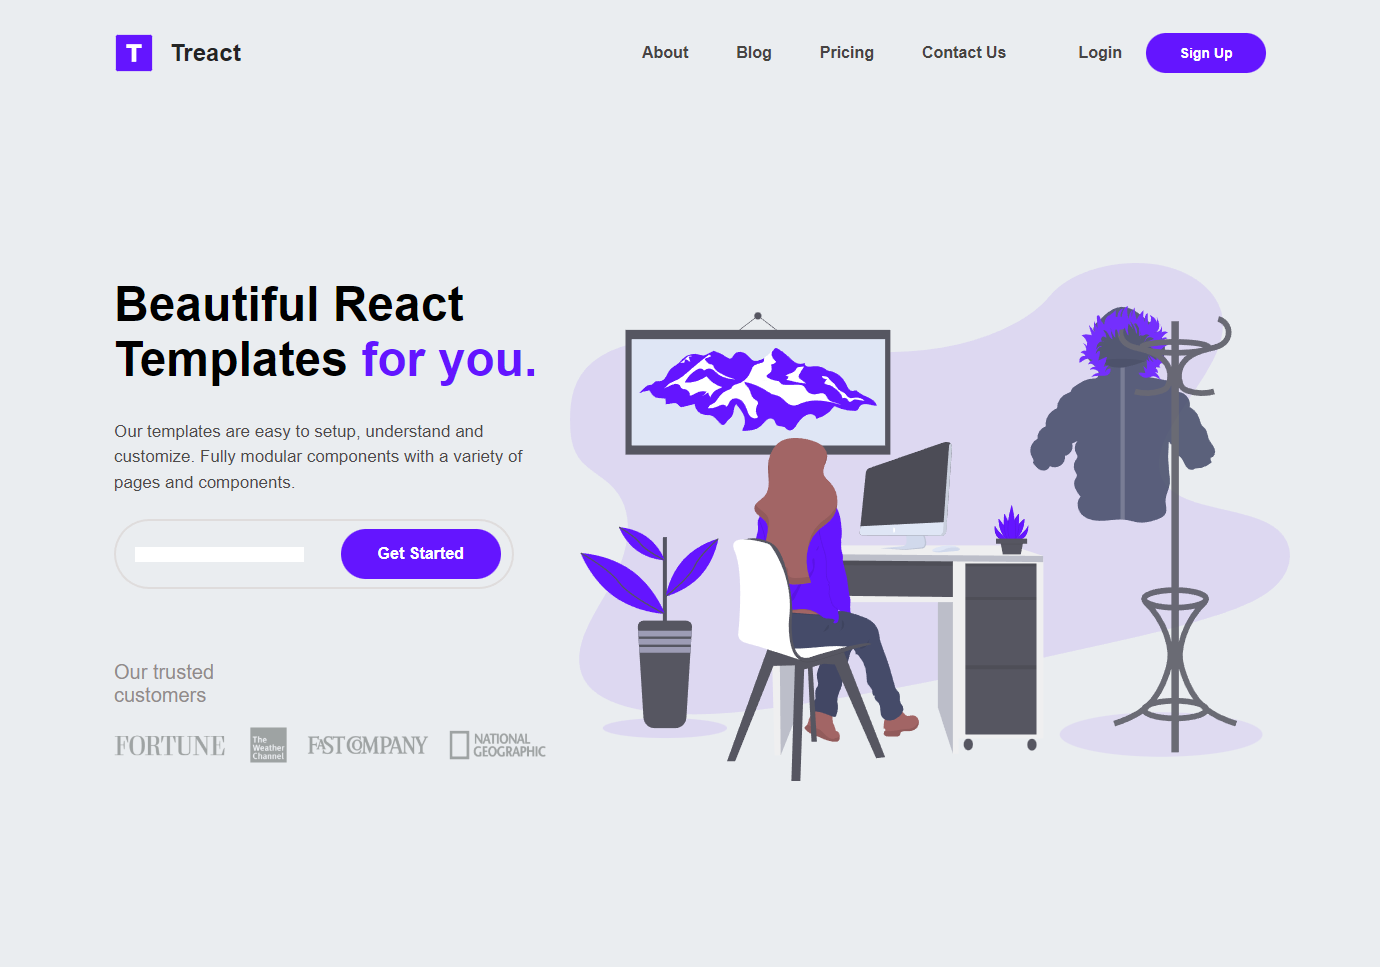 T Treact About Blog Pricing Contact Us Login Sign Up
Beautiful React
Templates for you.
Our templates are easy to setup, understand and
customize. Fully modular components with a variety of
pages and components.
Get Started
Our trusted
customers
FORTUNE
The
Weather
Channel
FAST COMPANY
NATIONAL
GEOGRAPHIC